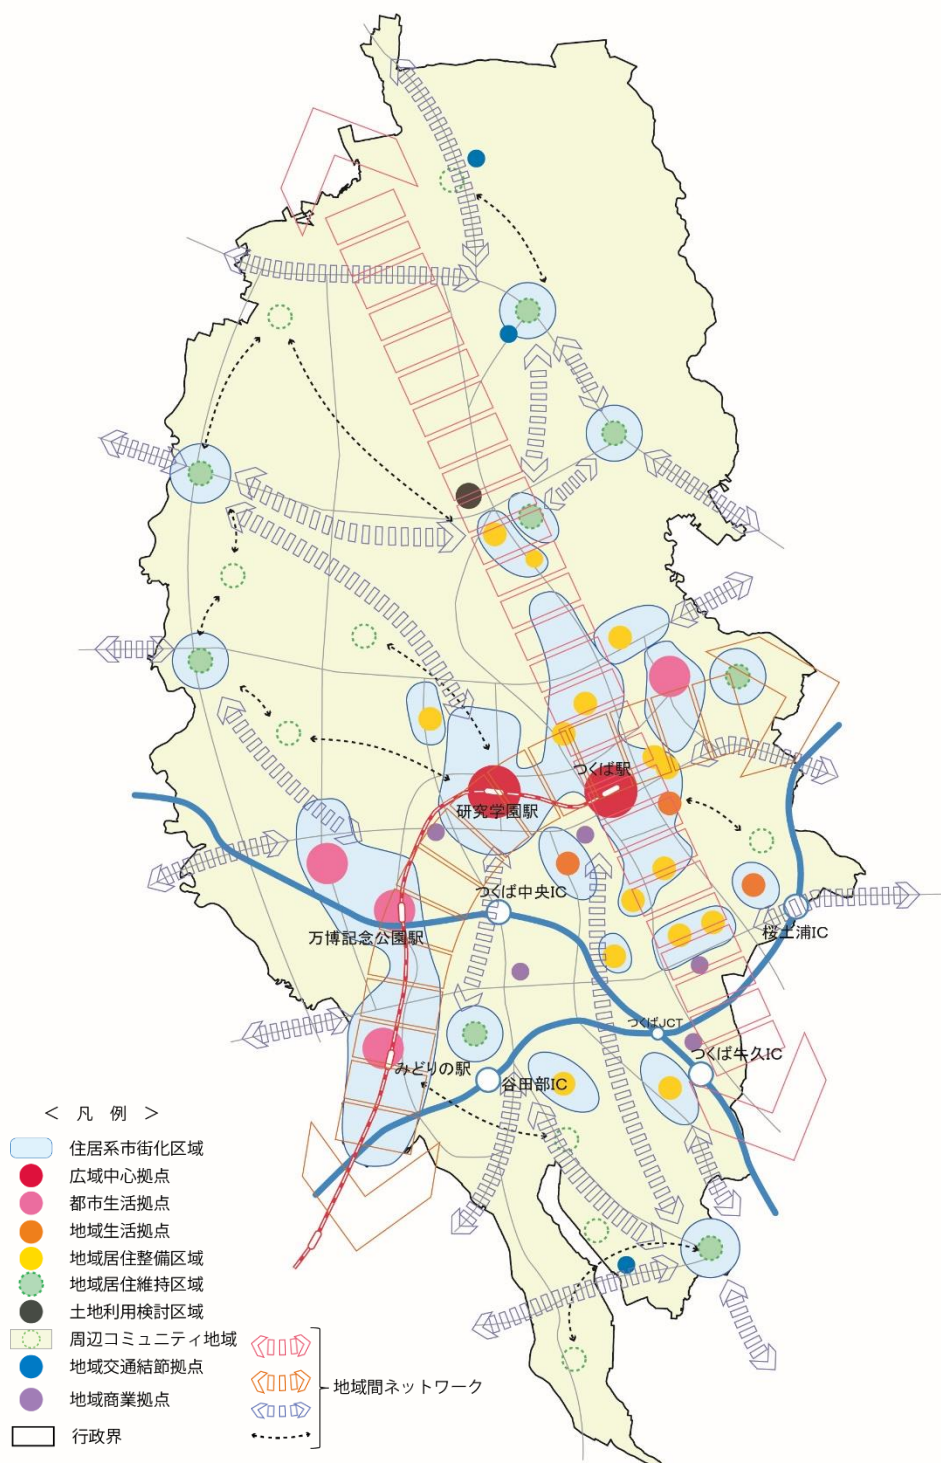 つくば駅
研究学園駅
つくば中央IC
万博記念公園駅
桜土浦IC
つくばJCT
つくば牛久IC
みどりの駅
谷田部IC
＜ 凡 例 ＞
住居系市街化区域
広域中心拠点
都市生活拠点
地域生活拠点
地域居住整備区域
地域居住維持区域
土地利用検討区域
周辺コミュニティ地域
地域交通結節拠点
地域間ネットワーク
地域商業拠点
行政界